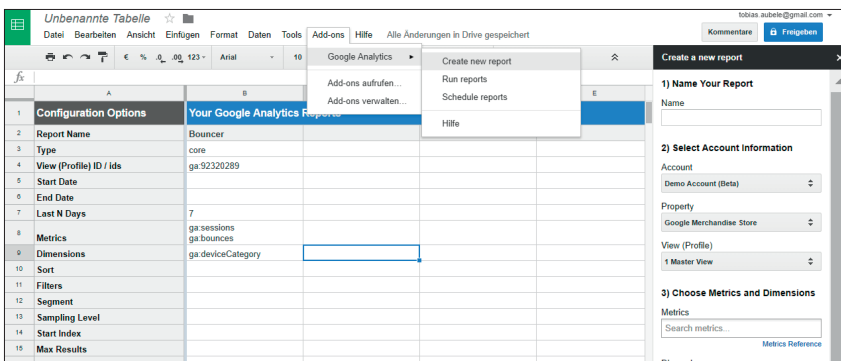 Unbenannte Tabelle
tobias.aubele@gmail.com
Datei Bearbeiten Ansicht Einfügen Format Daten Tools Add-ons Hilfe Alle Änderungen in Drive gespeichert
Kommentare Freigeben
€ % .0 .00 123 Arial 10
Google Analytics
Add-ons aufrufen...
Add-ons verwalten...
Create new report
Run reports
Schedule reports
Hilfe
fx
A B E
1 Configuration Options Your Google Analytics Reports
2 Report Name Bouncer
3 Type core
4 View (Profile) ID / ids ga:92320289
5 Start Date
6 End Date
7 Last N Days 7
8 Metrics ga:sessions
ga:bounces
9 Dimensions ga:deviceCategory
10 Sort
11 Filters
12 Segment
13 Sampling Level
14 Start Index
15 Max Results
Create a new report
1) Name Your Report
Name
2) Select Account Information
Account
Demo Account (Beta)
Property
Google Merchandise Store
View (Profile)
1 Master View
3) Choose Metrics and Dimensions
Metrics
Search metrics...
Metrics Reference